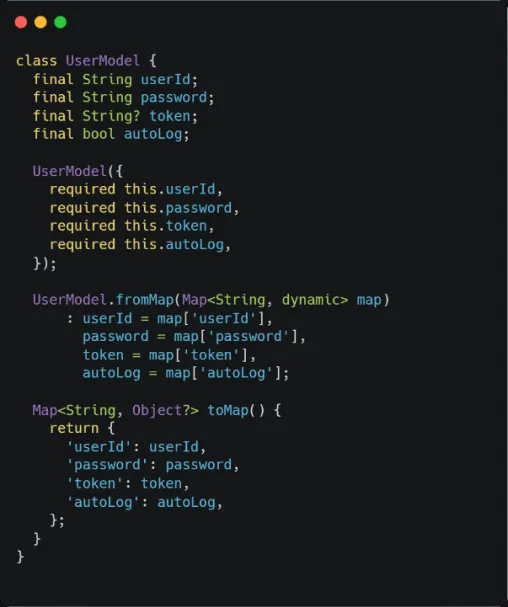 class UserModel {
  final String userId;
  final String password;
  final String? token;
  final bool autoLog;

  UserModel({
    required this.userId,
    required this.password,
    required this.token,
    required this.autoLog,
  });

  UserModel.fromMap(Map<String, dynamic> map)
      : userId = map['userId'],
        password = map['password'],
        token = map['token'],
        autoLog = map['autoLog'];

  Map<String, Object?> toMap() {
    return {
      'userId': userId,
      'password': password,
      'token': token,
      'autoLog': autoLog,
    };
  }
}